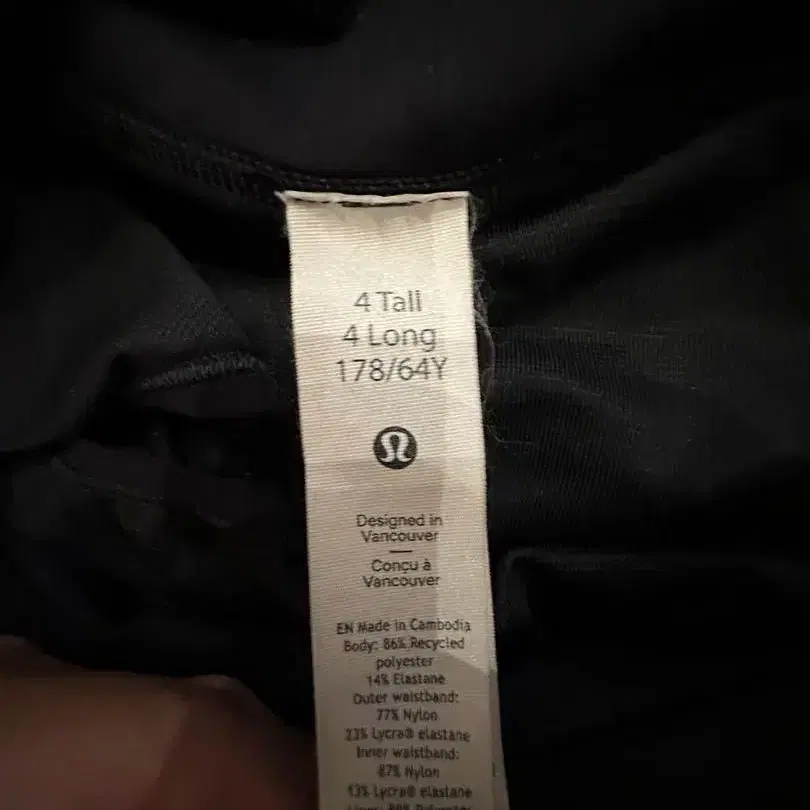 4 Tall
4 Long
178/64Y
Designed in
Vancouver
Conçu à
Vancouver
EN Made in Cambodia
Body: 86% Recycled
polyester
14% Elastane
Outer waistband:
77% Nylon
23% Lycra® elastane
Inner waistband:
87% Nylon
13% Lycra® elastane